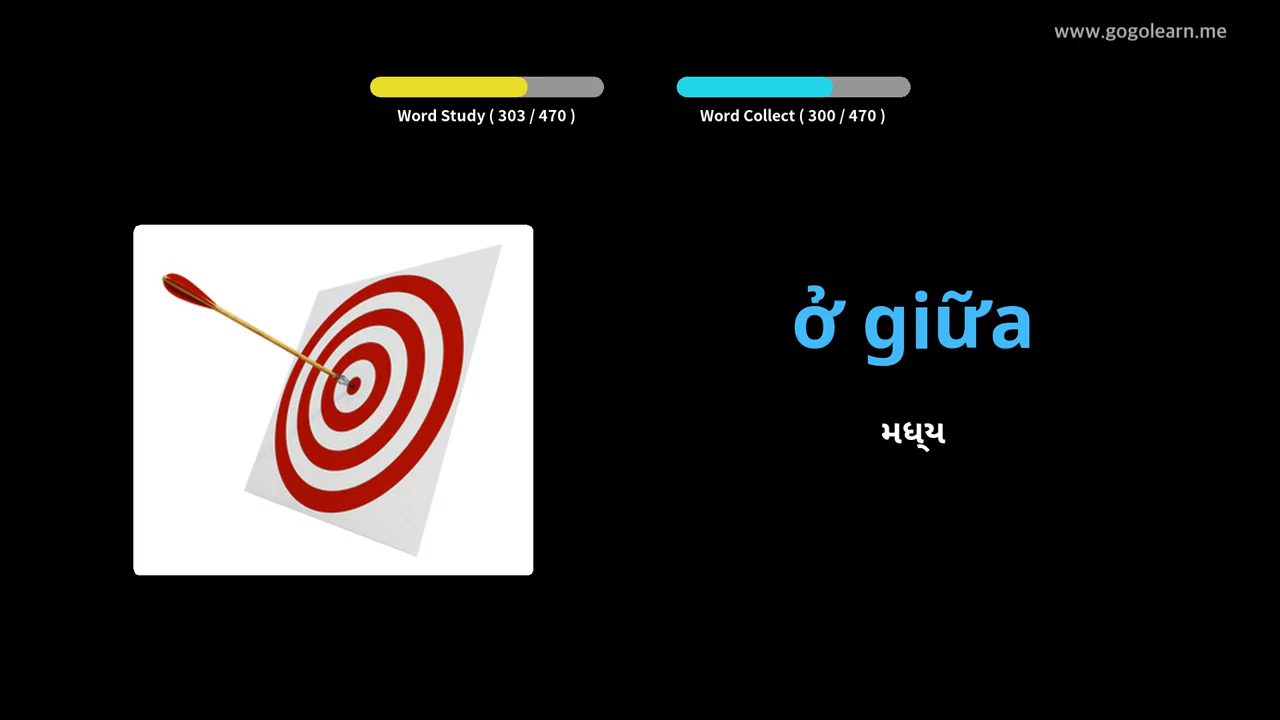 www.gogolearn.me
Word Study ( 303 / 470 )
Word Collect ( 300 / 470 )
ở giữa
મધ્ય